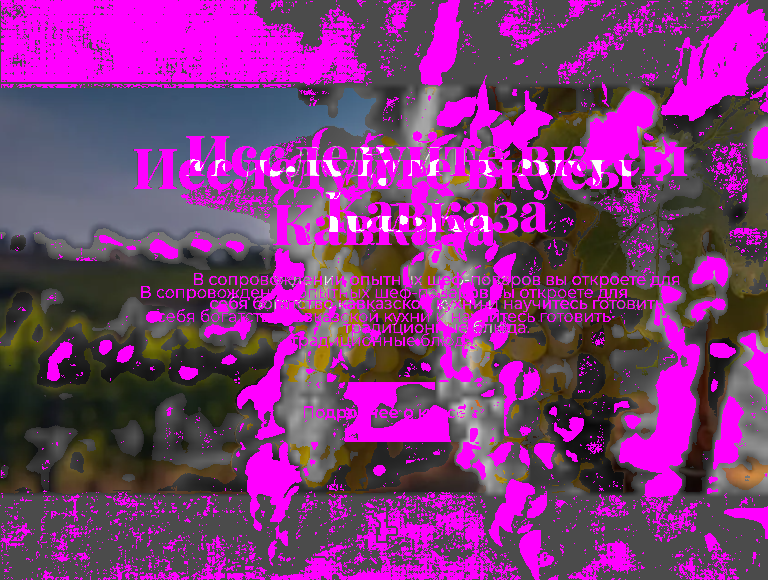 Исследуйте вкусы
Кавказа
В сопровождении опытных шеф-поваров вы откроете для
себя богатство кавказской кухни и научитесь готовить
традиционные блюда.
Подробнее о